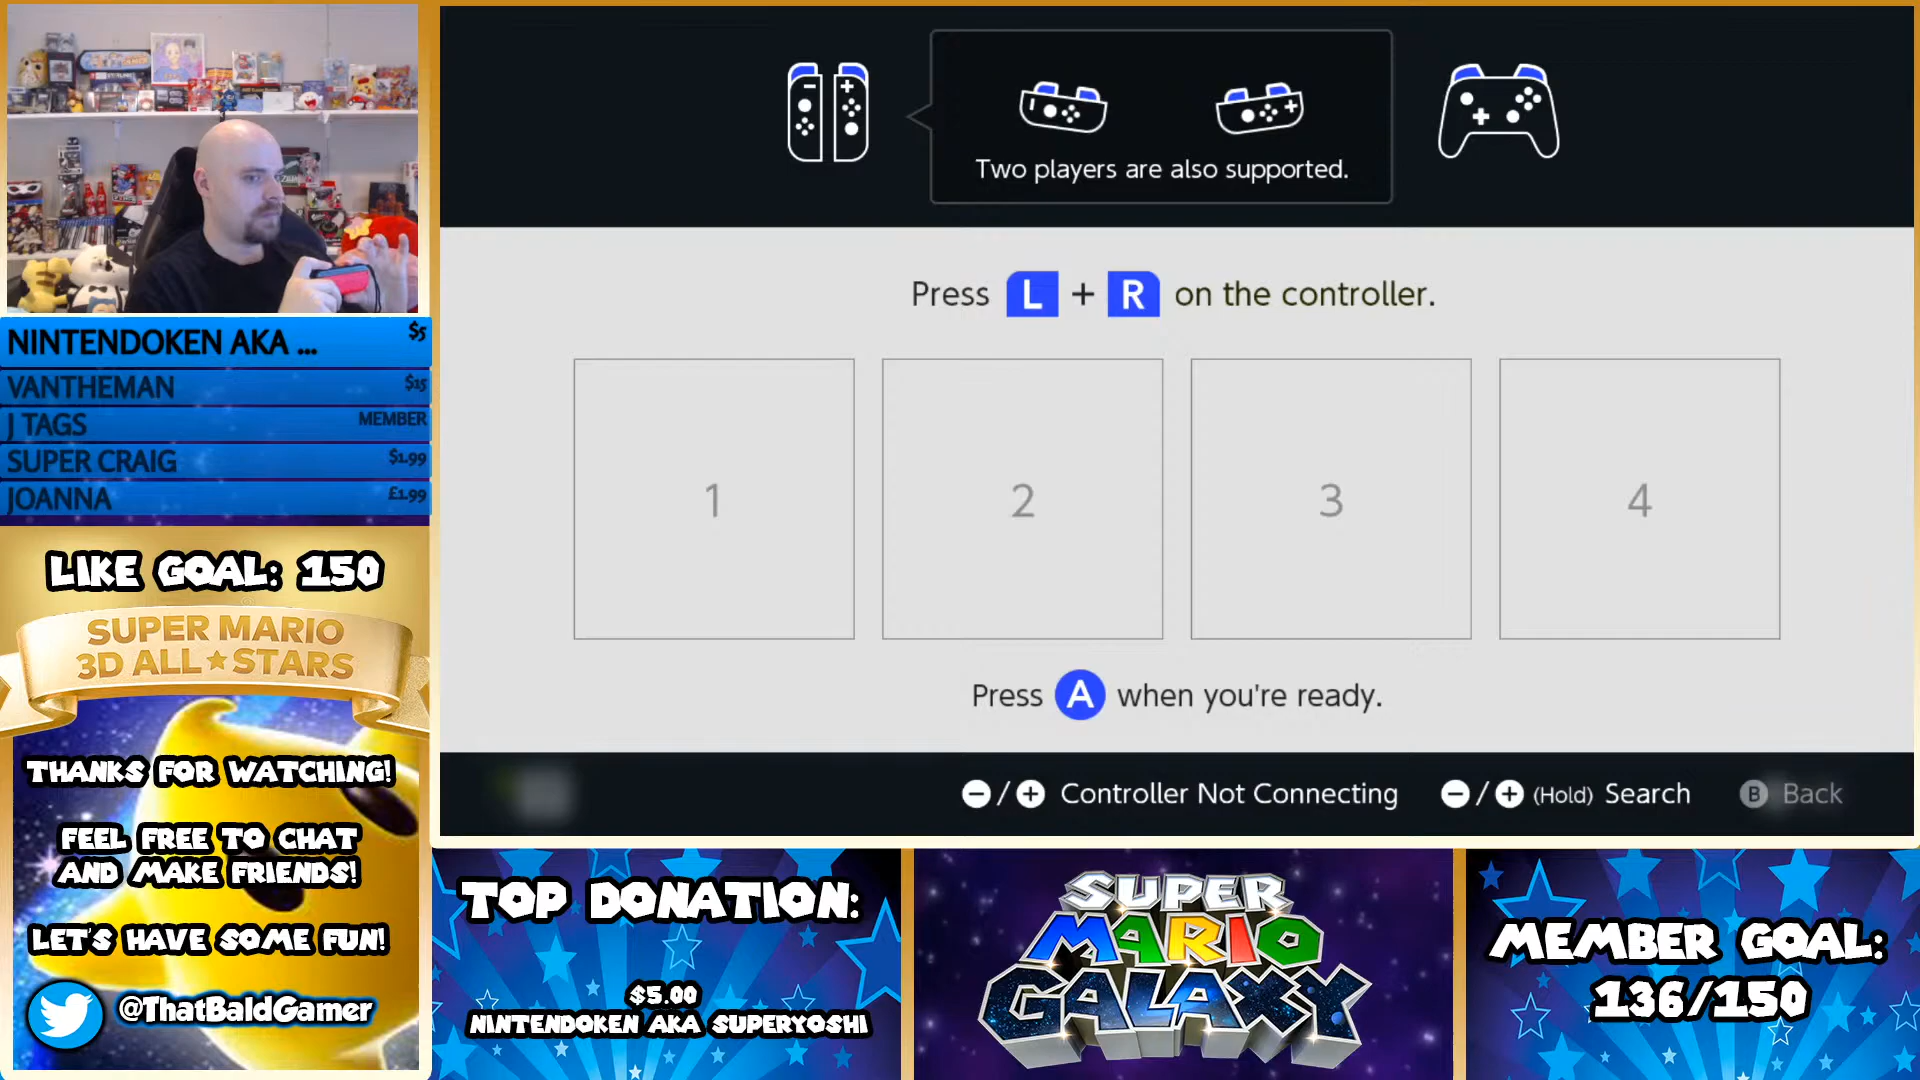 NINTENDOKEN AKA ... $5
VANTHEMAN $15
J TAGS MEMBER
SUPER CRAIG $1.99
JOANNA £1.99
LIKE GOAL: 150
SUPER MARIO
3D ALL★STARS
THANKS FOR WATCHING!
FEEL FREE TO CHAT
AND MAKE FRIENDS!
LET'S HAVE SOME FUN!
@ThatBaldGamer
Two players are also supported.
Press L + R on the controller.
1 2 3 4
Press A when you're ready.
−/+ Controller Not Connecting −/+ (Hold) Search B Back
TOP DONATION:
$5.00
NINTENDOKEN AKA SUPERYOSHI
SUPER
MARIO
GALAXY
MEMBER GOAL:
136/150